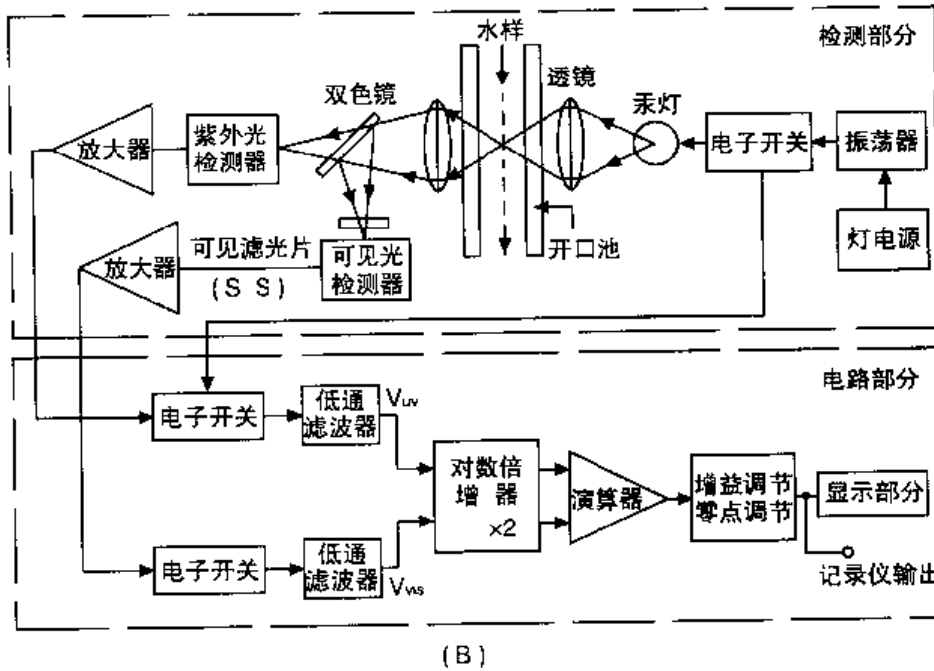 水样
检测部分
双色镜
透镜
汞灯
放大器
紫外光
检测器
电子开关
振荡器
灯电源
可见滤光片
(S S)
放大器
可见光
检测器
开口池
电路部分
电子开关
低通
滤波器
Vuv
对数倍
增 器
×2
演算器
增益调节
零点调节
显示部分
电子开关
低通
滤波器
Vvis
记录仪输出
(B)